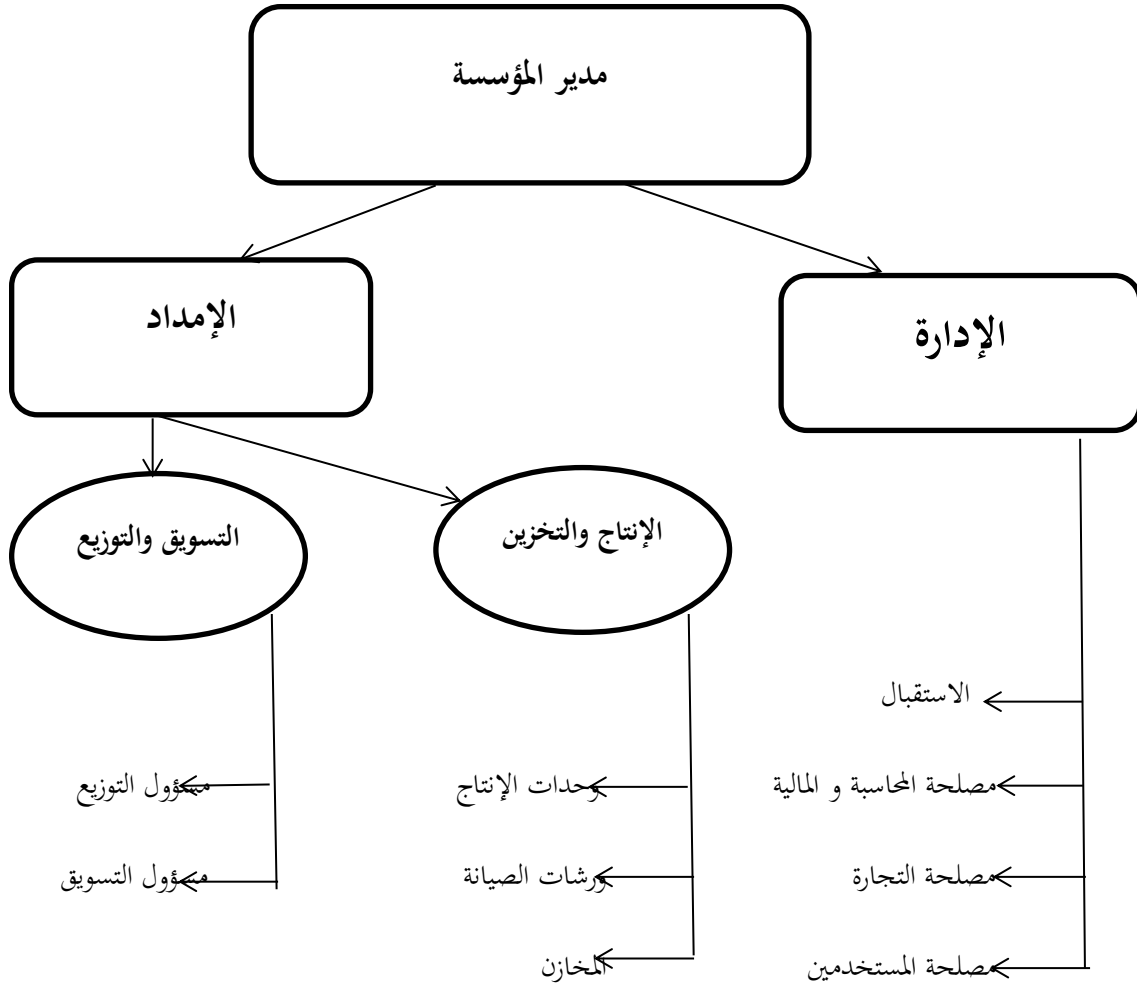 مدير المؤسسة
الإدارة
الإمداد
الإنتاج والتخزين
التسويق والتوزيع
الاستقبال
مصلحة المحاسبة و المالية
مصلحة التجارة
مصلحة المستخدمين
وحدات الإنتاج
ورشات الصيانة
المخازن
مسؤول التوزيع
مسؤول التسويق